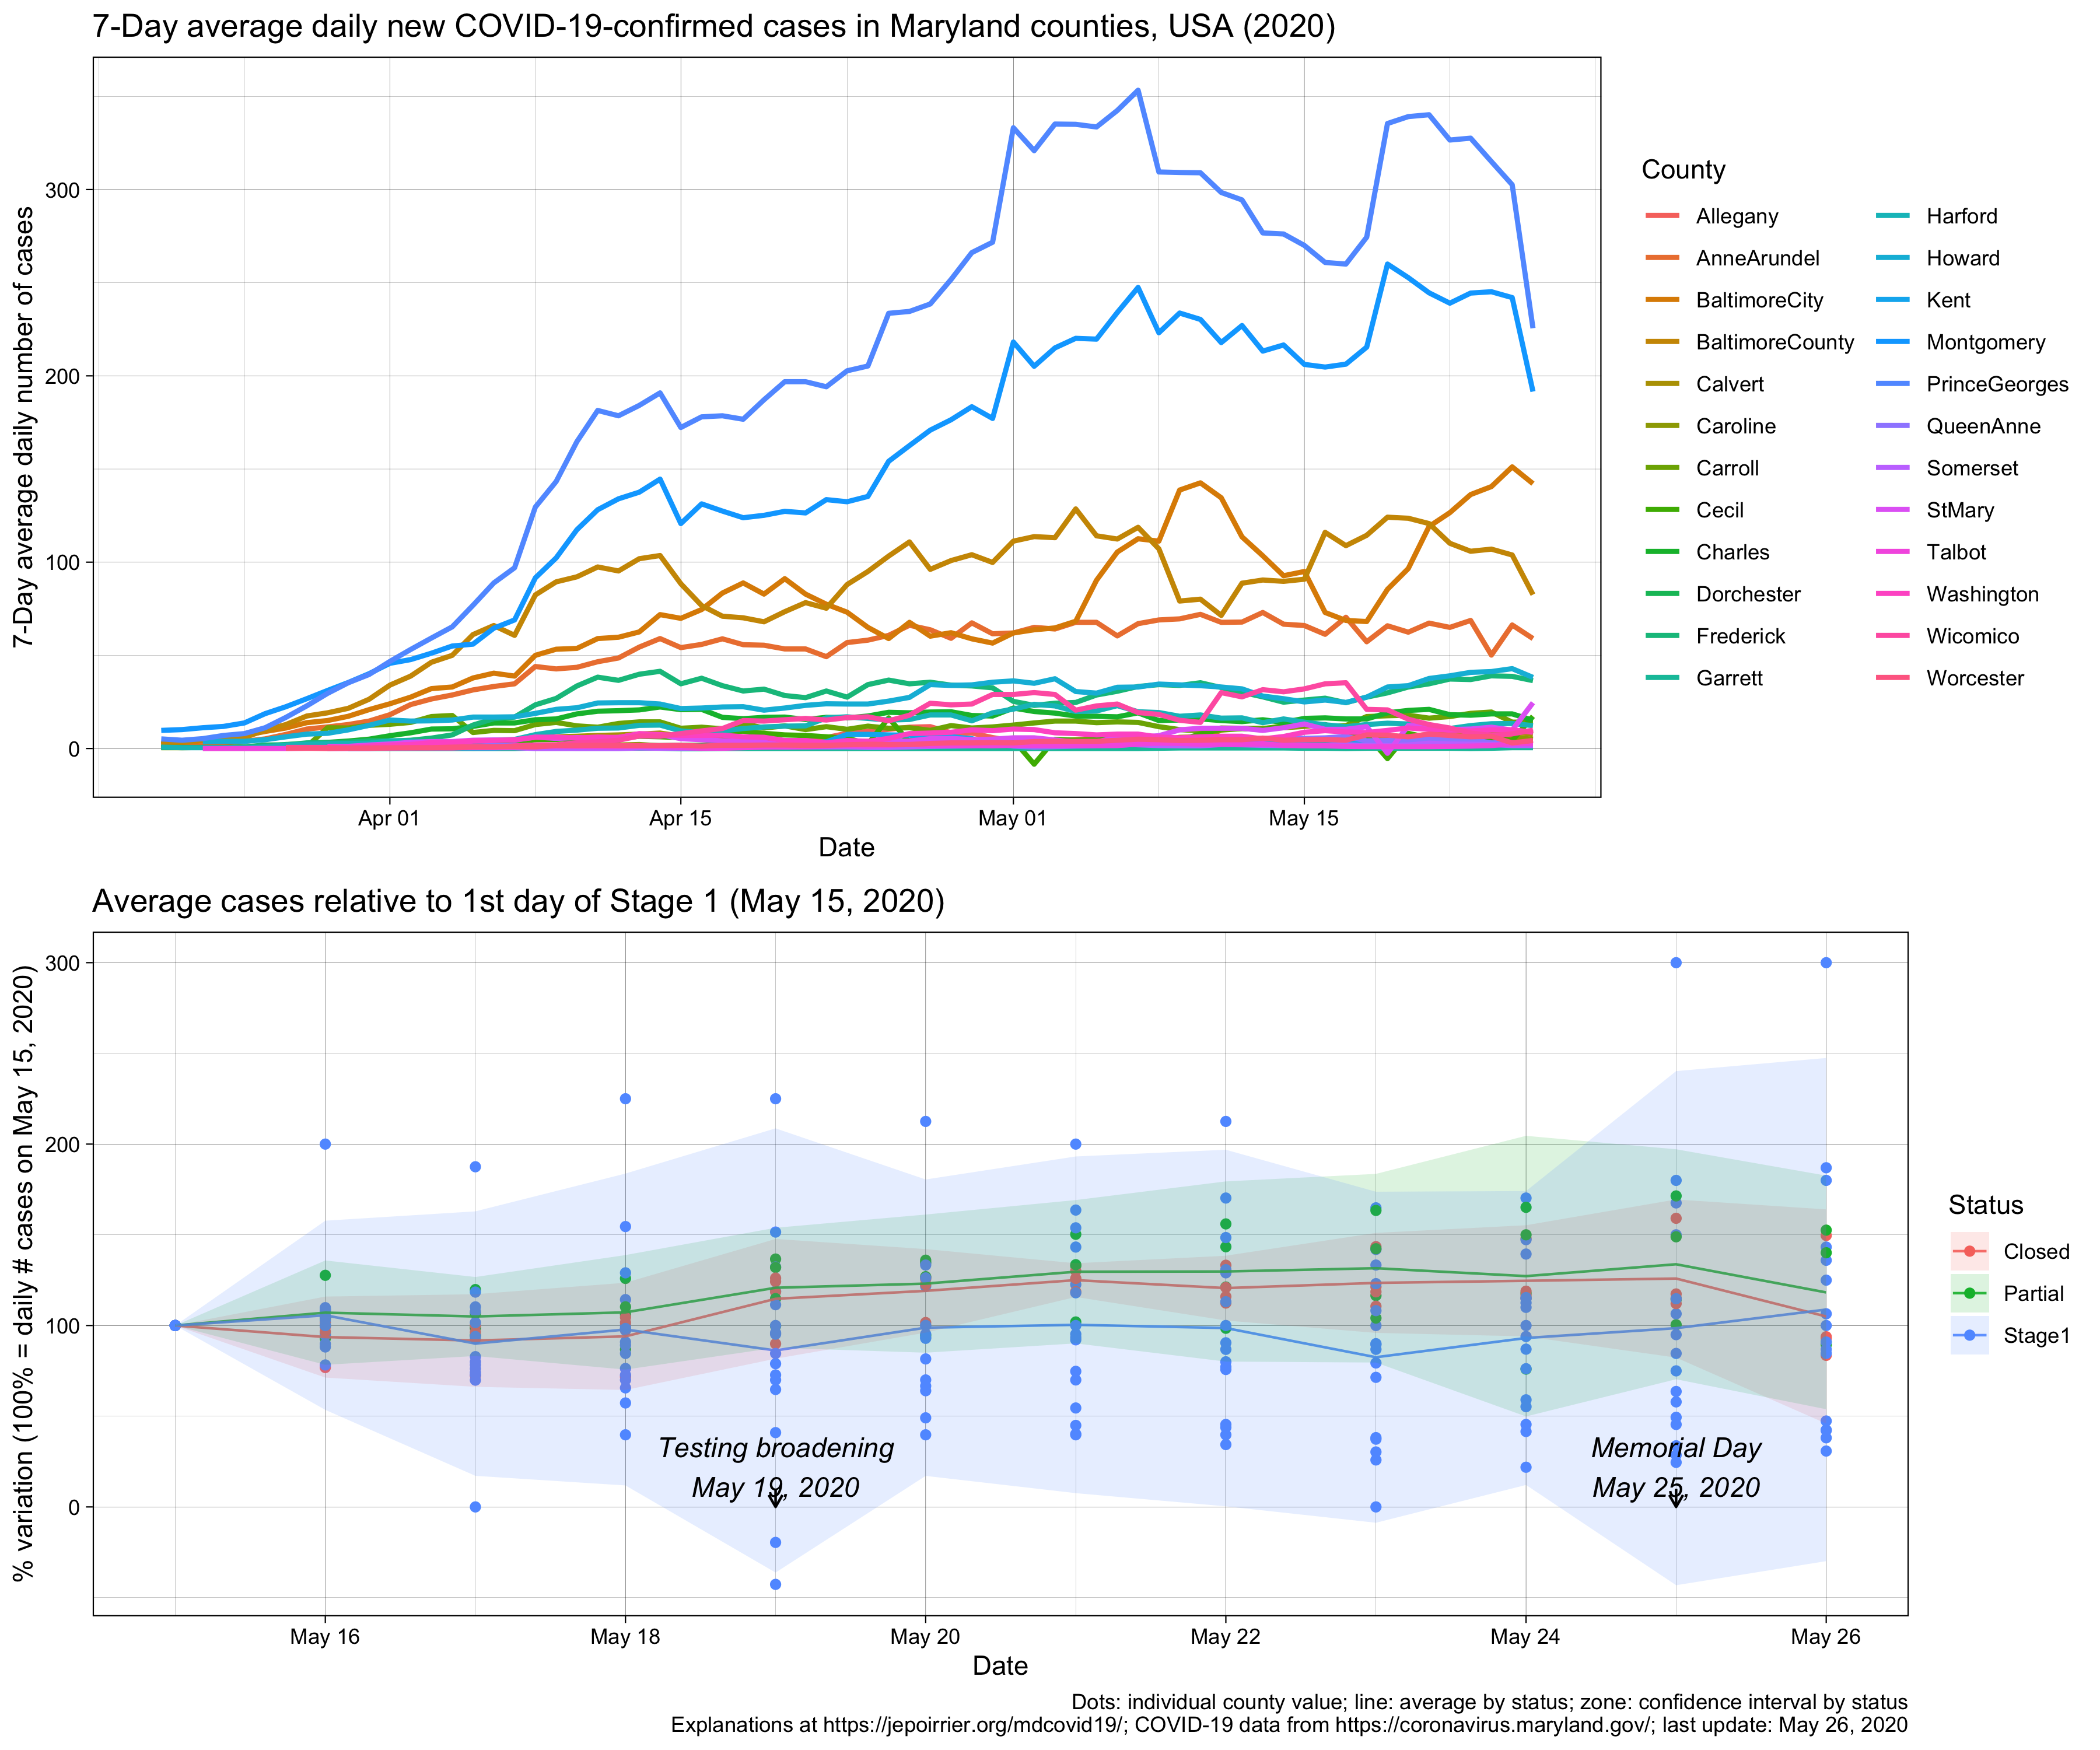 7-Day average daily new COVID-19-confirmed cases in Maryland counties, USA (2020)
7-Day average daily number of cases
300
200
100
0
Apr 01
Apr 15
May 01
May 15
Date
County
Allegany
AnneArundel
BaltimoreCity
BaltimoreCounty
Calvert
Caroline
Carroll
Cecil
Charles
Dorchester
Frederick
Garrett
Harford
Howard
Kent
Montgomery
PrinceGeorges
QueenAnne
Somerset
StMary
Talbot
Washington
Wicomico
Worcester
Average cases relative to 1st day of Stage 1 (May 15, 2020)
% variation (100% = daily # cases on May 15, 2020)
300
200
100
0
Testing broadening
May 19, 2020
Memorial Day
May 25, 2020
May 16
May 18
May 20
May 22
May 24
May 26
Date
Status
Closed
Partial
Stage1
Dots: individual county value; line: average by status; zone: confidence interval by status
Explanations at https://jepoirrier.org/mdcovid19/; COVID-19 data from https://coronavirus.maryland.gov/; last update: May 26, 2020